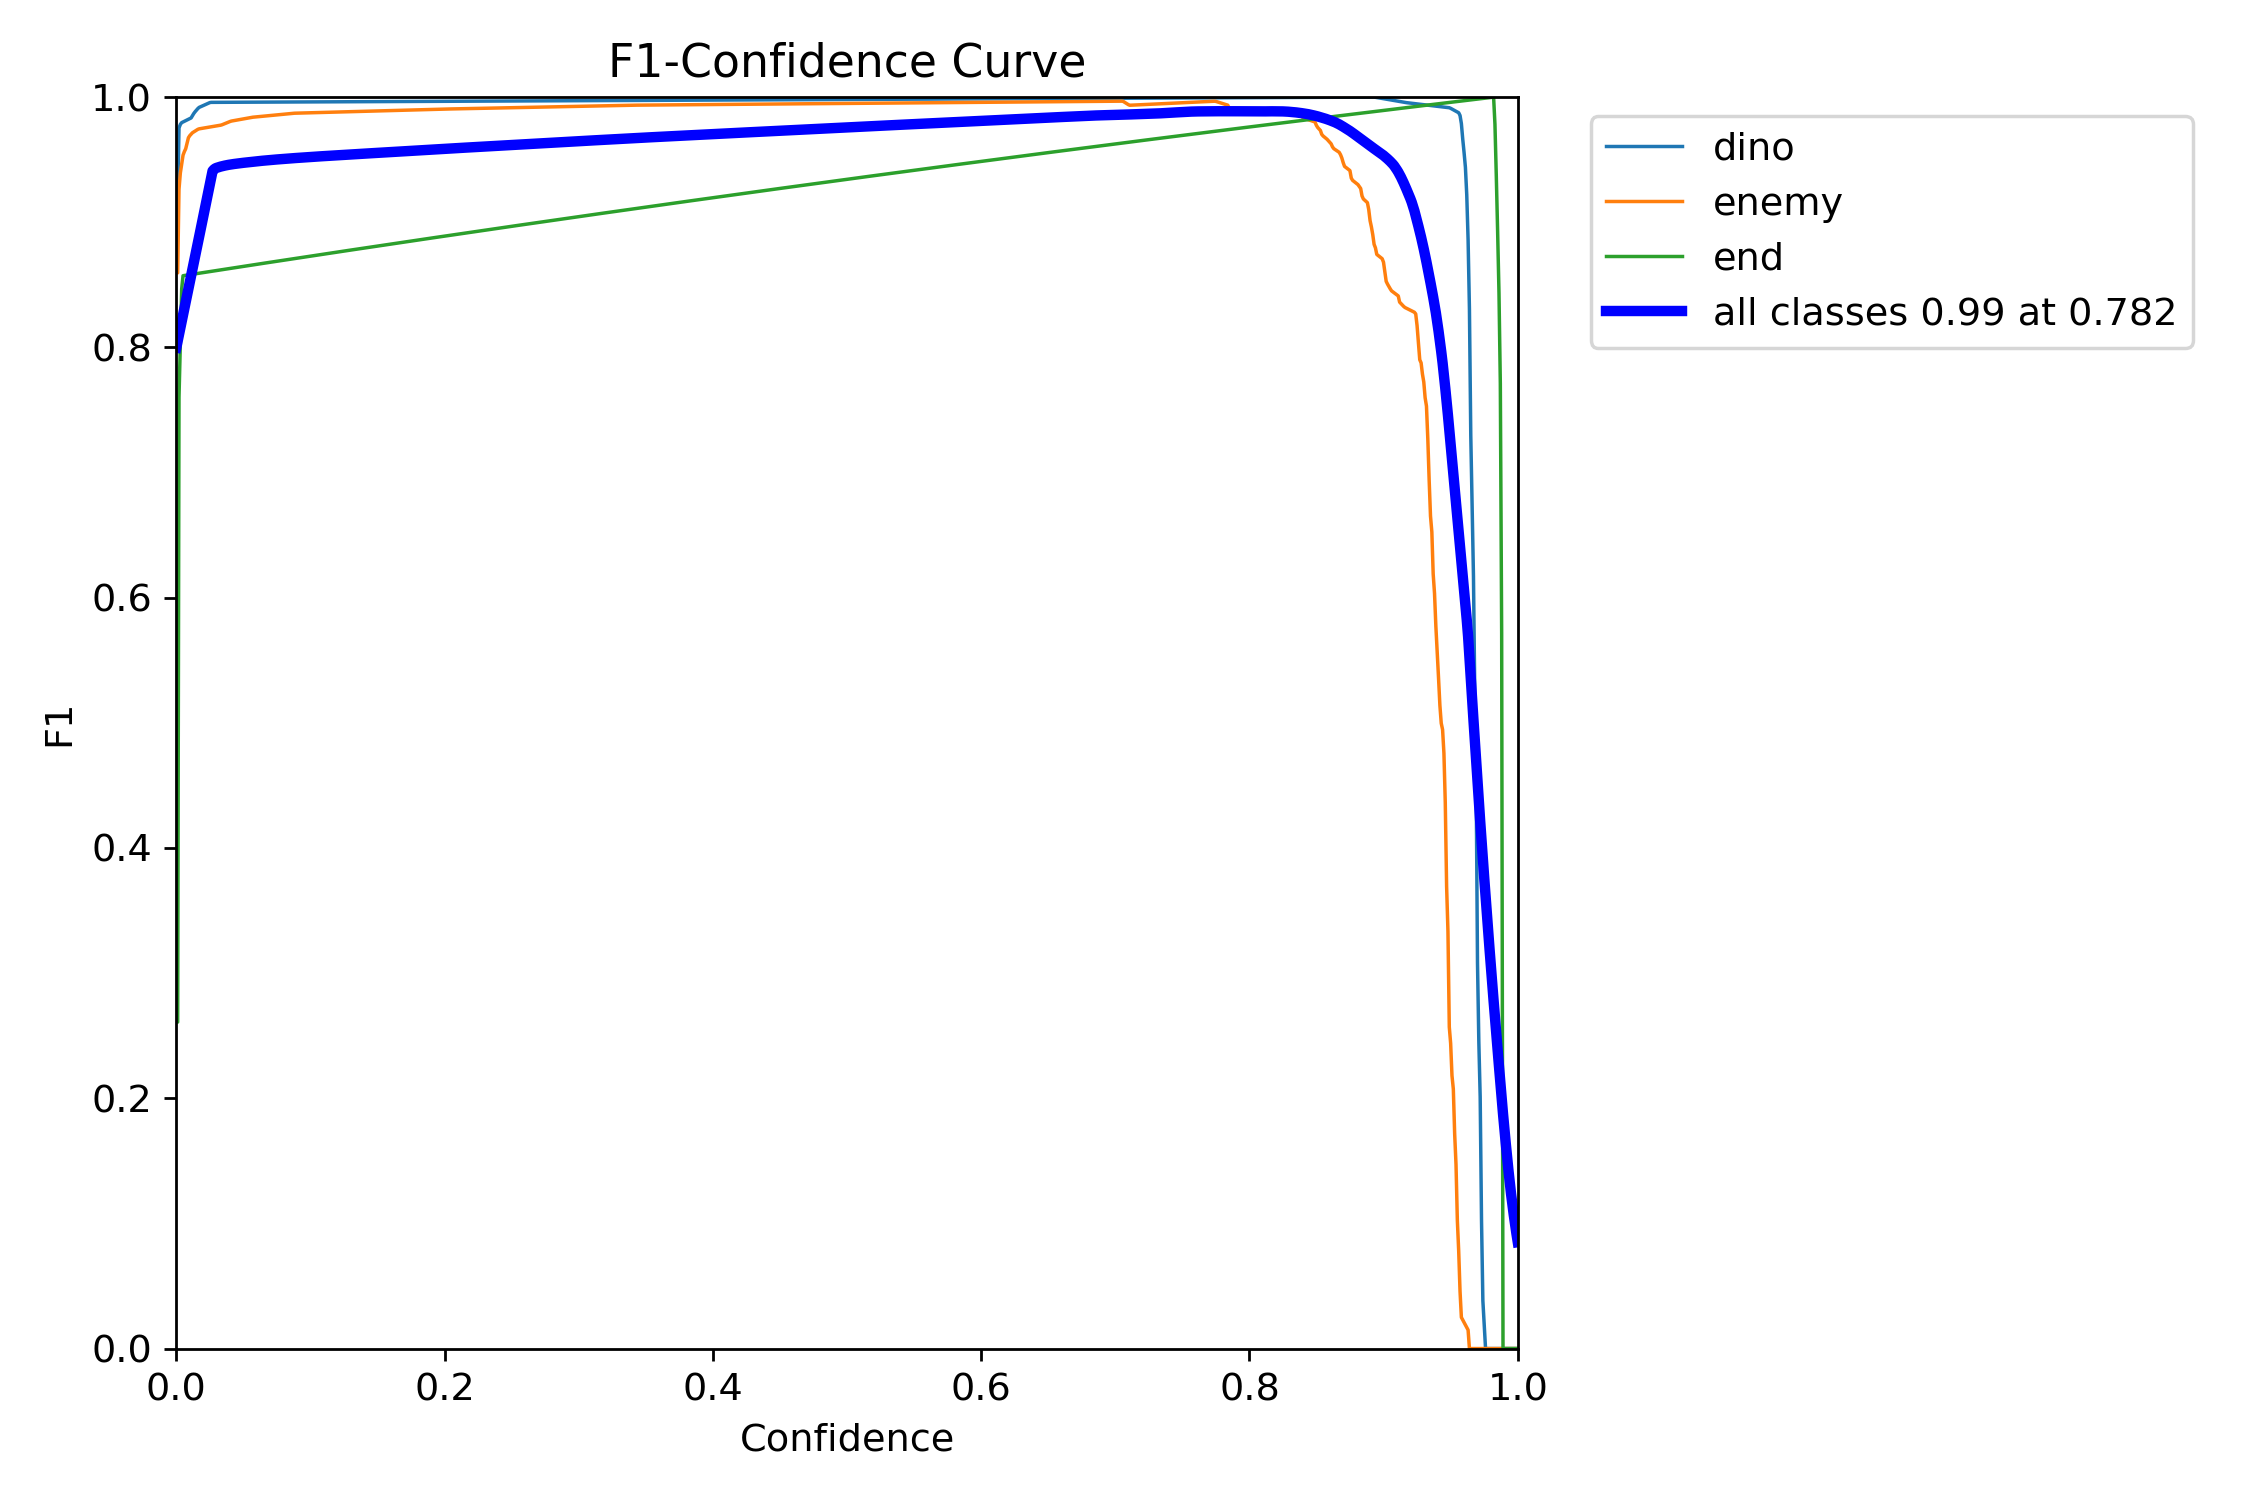 F1-Confidence Curve
1.0
0.8
0.6
0.4
0.2
0.0
F1
0.0 0.2 0.4 0.6 0.8 1.0
Confidence
dino
enemy
end
all classes 0.99 at 0.782